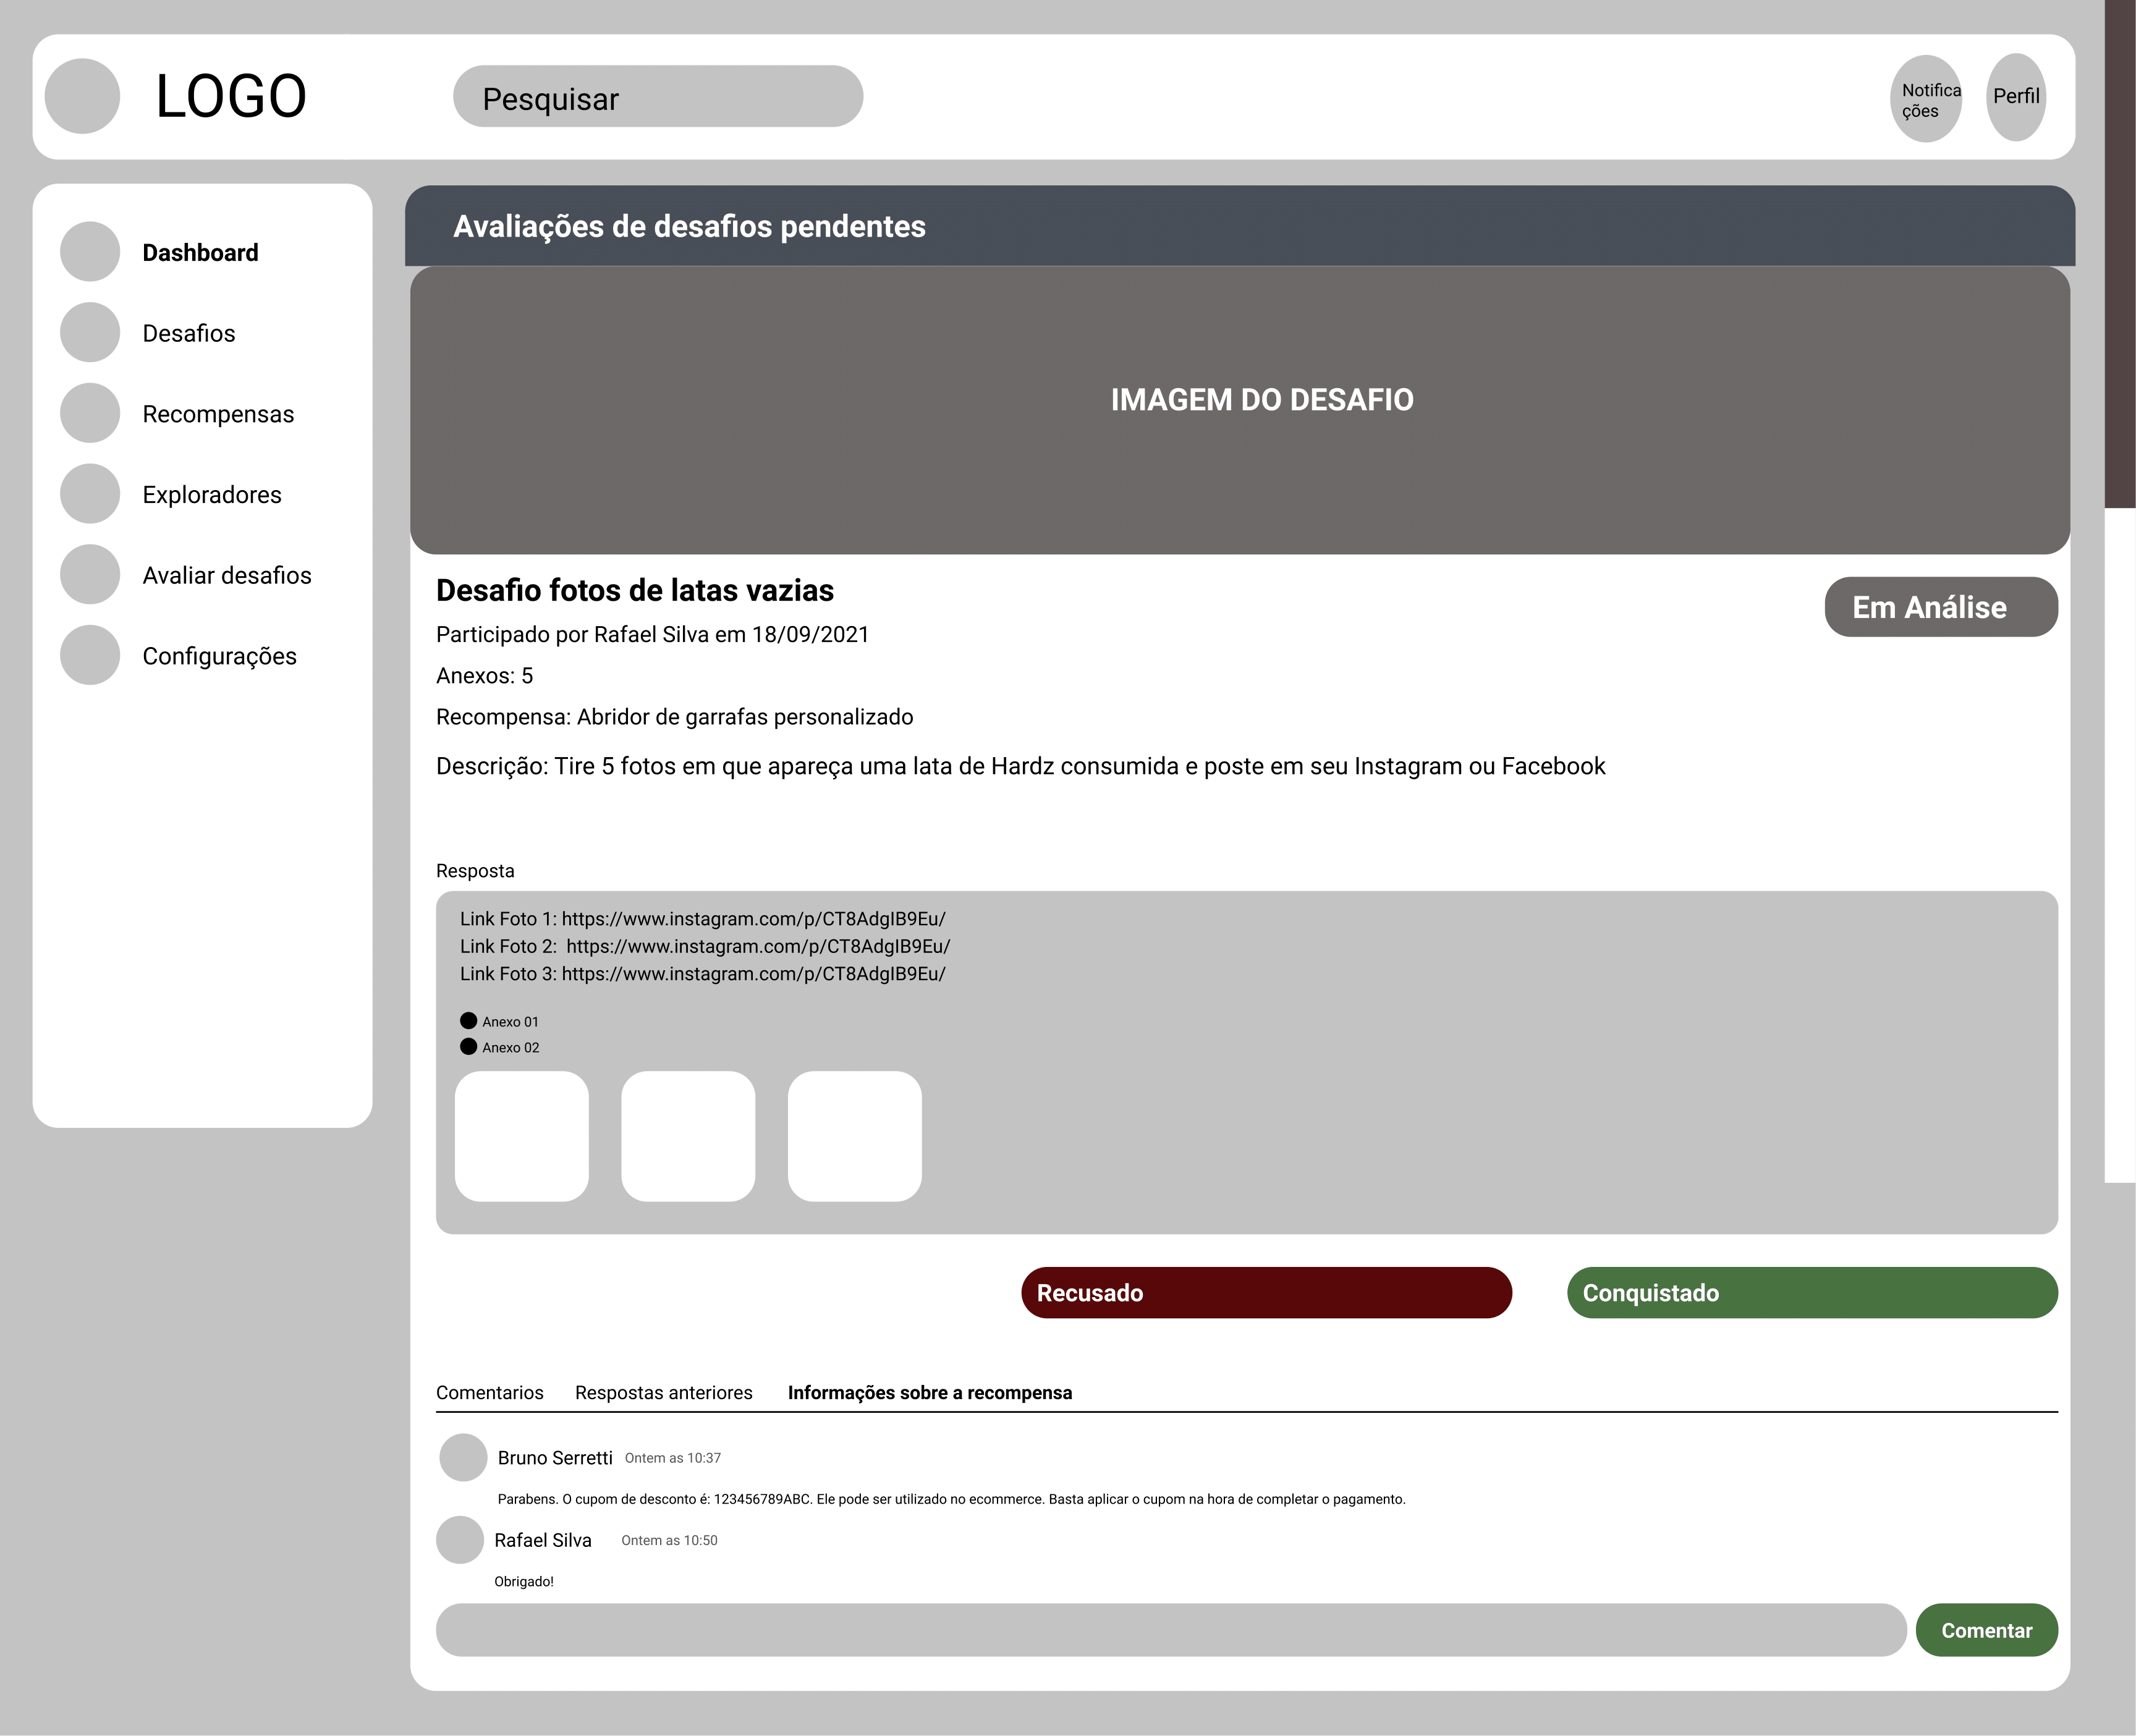 LOGO
Pesquisar
Notifica
ções
Perfil
Dashboard
Desafios
Recompensas
Exploradores
Avaliar desafios
Configurações
Avaliações de desafios pendentes
IMAGEM DO DESAFIO
Desafio fotos de latas vazias
Em Análise
Participado por Rafael Silva em 18/09/2021
Anexos: 5
Recompensa: Abridor de garrafas personalizado
Descrição: Tire 5 fotos em que apareça uma lata de Hardz consumida e poste em seu Instagram ou Facebook
Resposta
Link Foto 1: https://www.instagram.com/p/CT8AdgIB9Eu/
Link Foto 2:  https://www.instagram.com/p/CT8AdgIB9Eu/
Link Foto 3: https://www.instagram.com/p/CT8AdgIB9Eu/
Anexo 01
Anexo 02
Recusado
Conquistado
Comentarios Respostas anteriores Informações sobre a recompensa
Bruno Serretti Ontem as 10:37
Parabens. O cupom de desconto é: 123456789ABC. Ele pode ser utilizado no ecommerce. Basta aplicar o cupom na hora de completar o pagamento.
Rafael Silva Ontem as 10:50
Obrigado!
Comentar